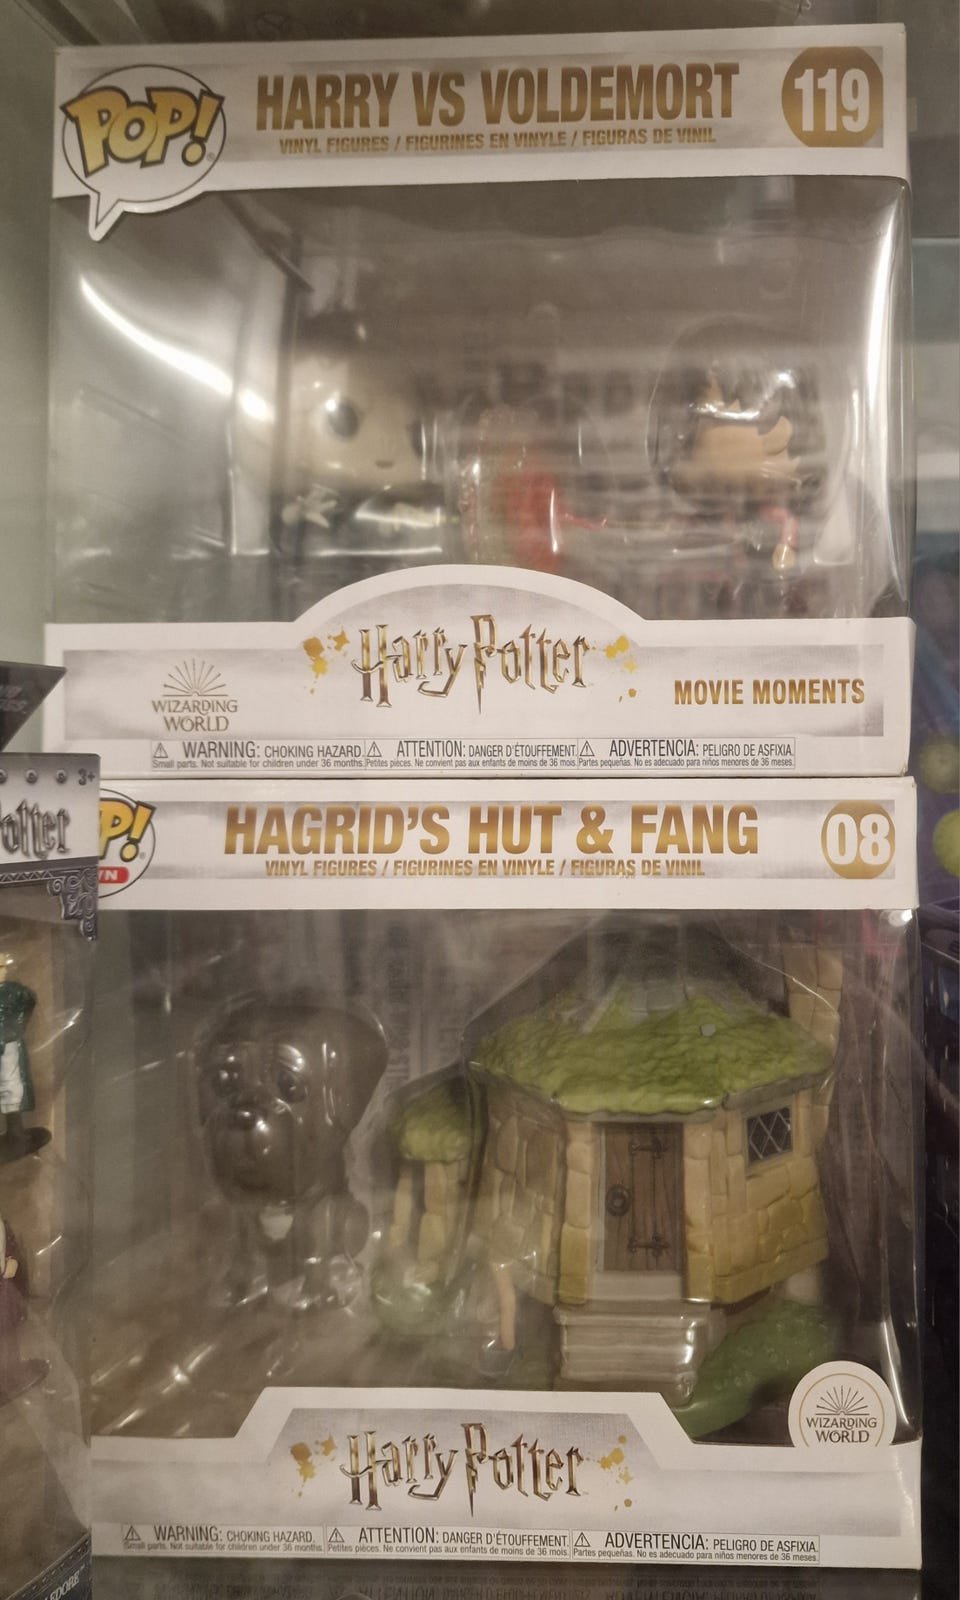 POP!
HARRY VS VOLDEMORT
119
VINYL FIGURES / FIGURINES EN VINYLE / FIGURAS DE VINIL
Harry Potter
WIZARDING
WORLD
MOVIE MOMENTS
WARNING: CHOKING HAZARD.
Small parts. Not suitable for children under 36 months.
ATTENTION: DANGER D'ÉTOUFFEMENT.
Petites pièces. Ne convient pas aux enfants de moins de 36 mois.
ADVERTENCIA: PELIGRO DE ASFIXIA.
Partes pequeñas. No es adecuado para niños menores de 36 meses.
3+
otter
P!
WN
HAGRID'S HUT & FANG
08
VINYL FIGURES / FIGURINES EN VINYLE / FIGURAS DE VINIL
WIZARDING
WORLD
Harry Potter
WARNING: CHOKING HAZARD.
Small parts. Not suitable for children under 36 months.
ATTENTION: DANGER D'ÉTOUFFEMENT.
Petites pièces. Ne convient pas aux enfants de moins de 36 mois.
ADVERTENCIA: PELIGRO DE ASFIXIA.
Partes pequeñas. No es adecuado para niños menores de 36 meses.
EDORE